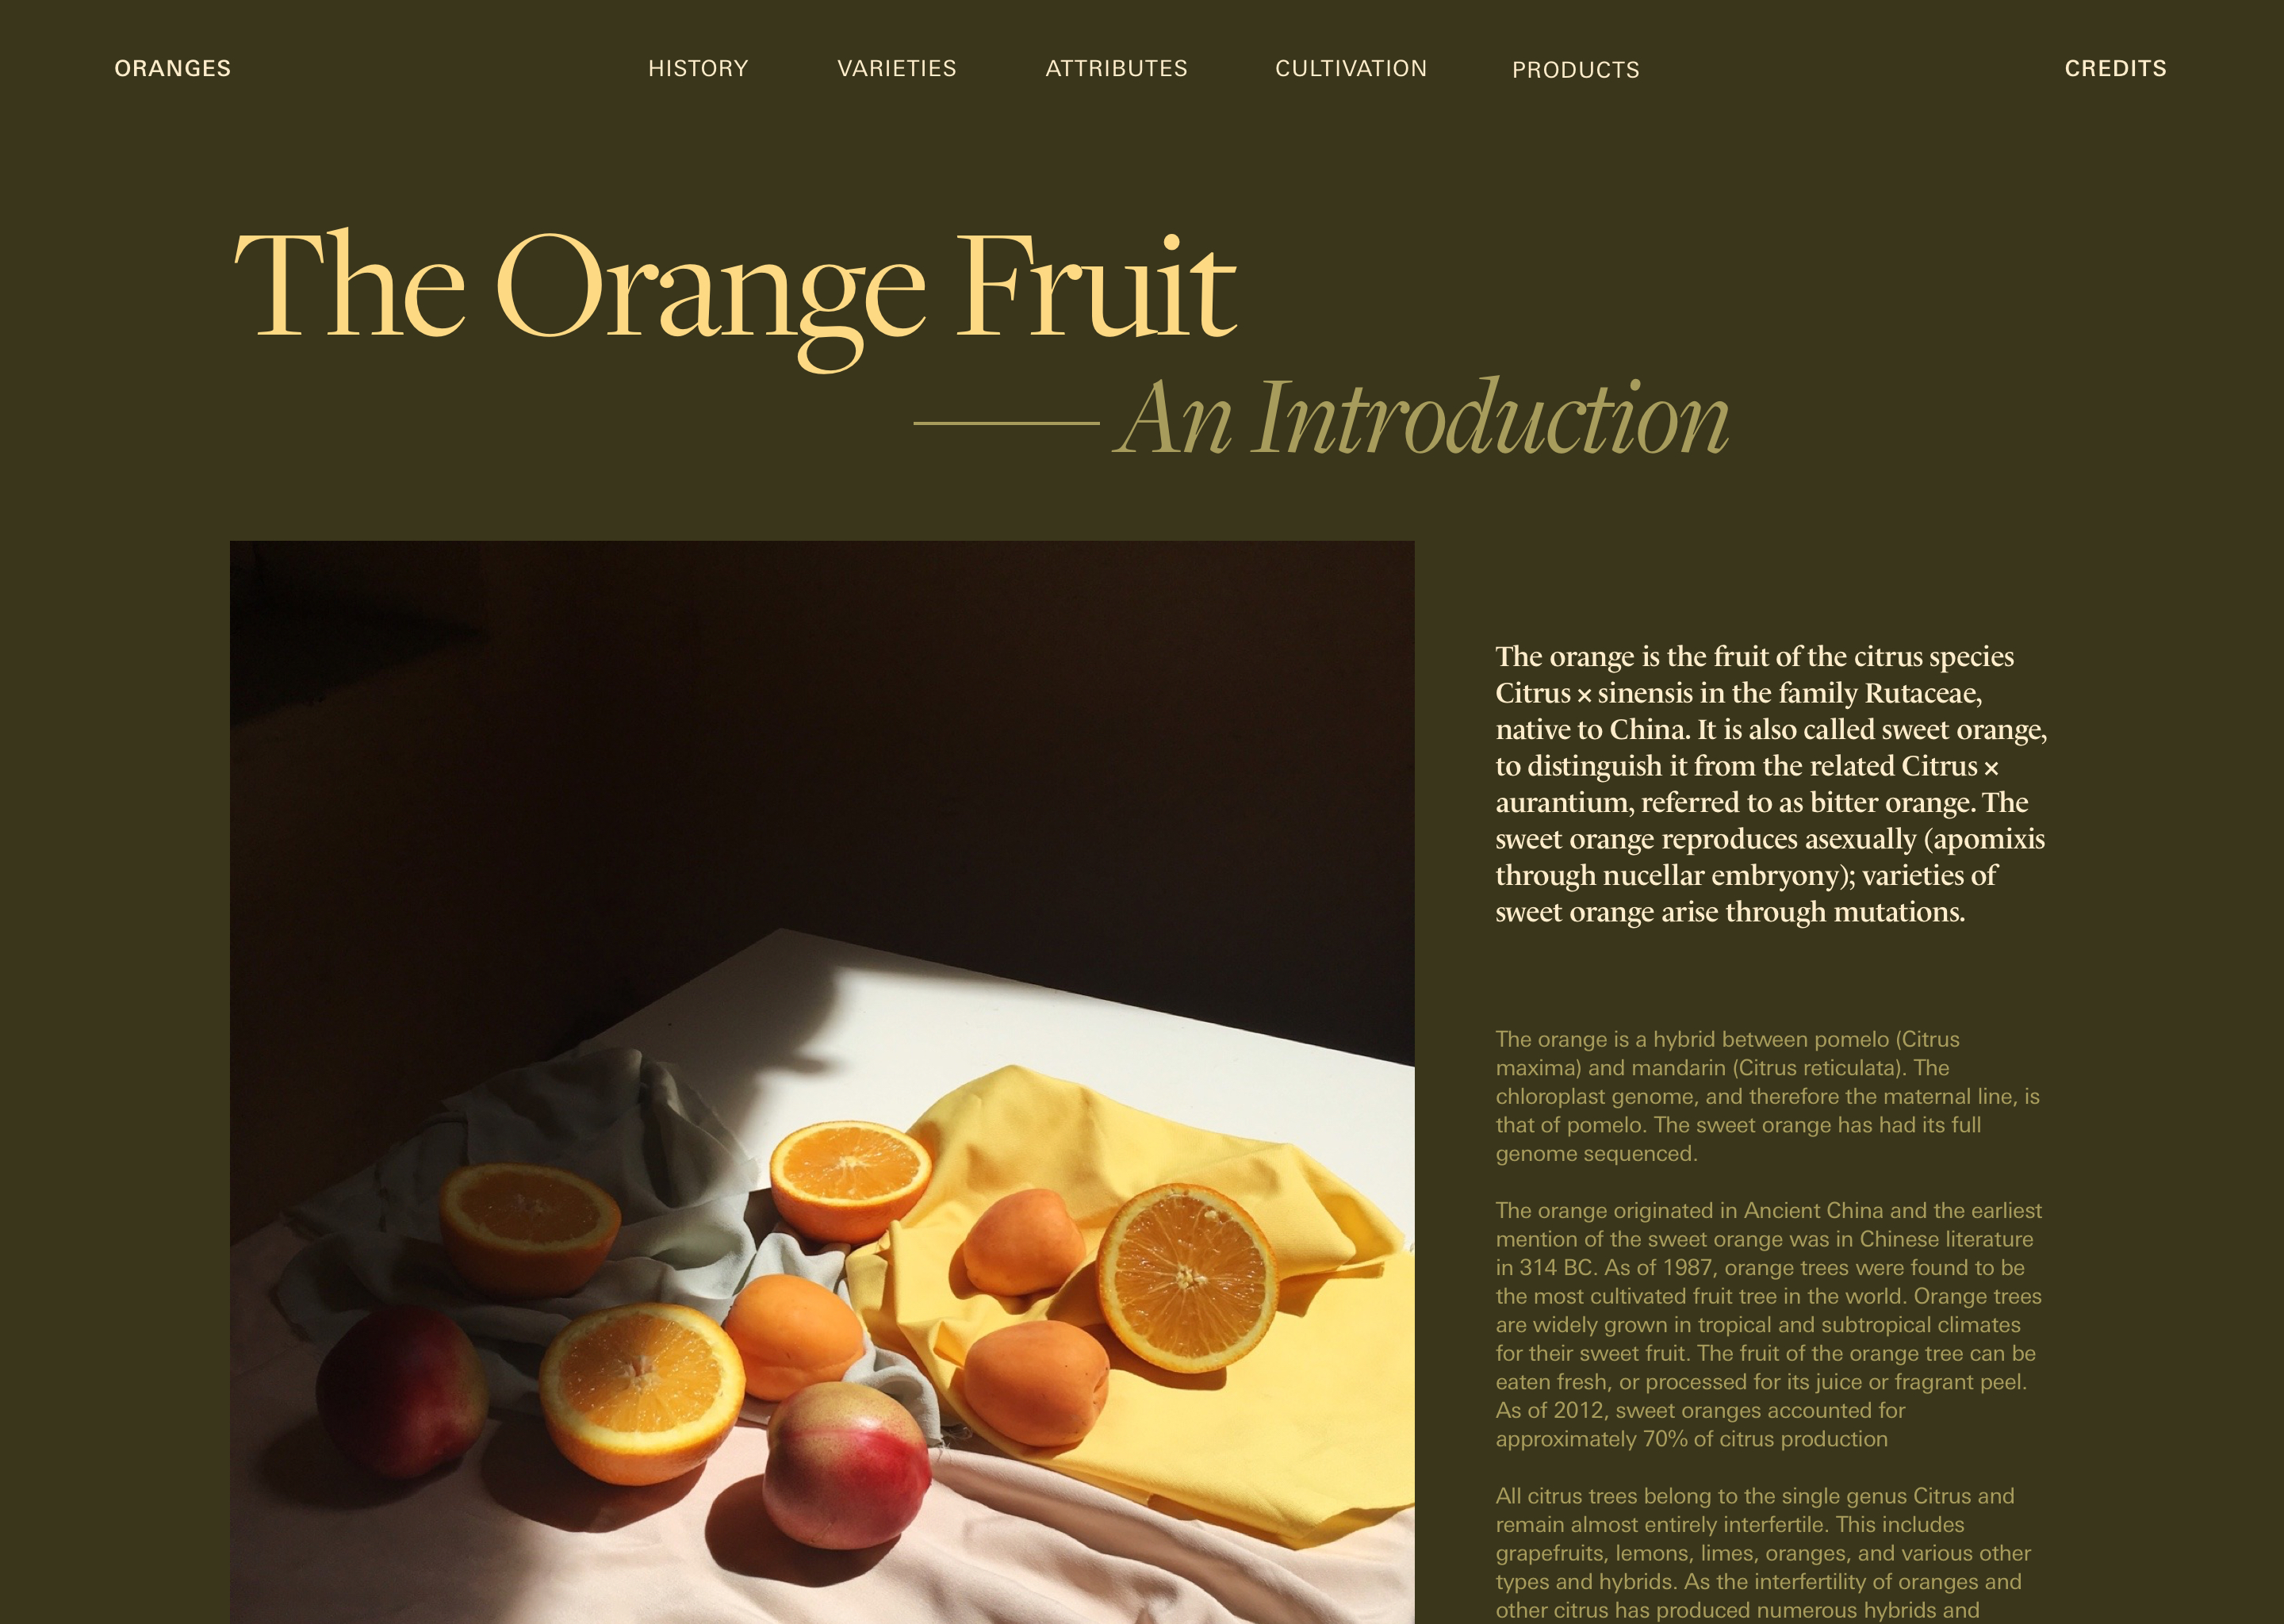 ORANGES
HISTORY
VARIETIES
ATTRIBUTES
CULTIVATION
PRODUCTS
CREDITS
The Orange Fruit
An Introduction
The orange is the fruit of the citrus species
Citrus × sinensis in the family Rutaceae,
native to China. It is also called sweet orange,
to distinguish it from the related Citrus ×
aurantium, referred to as bitter orange. The
sweet orange reproduces asexually (apomixis
through nucellar embryony); varieties of
sweet orange arise through mutations.
The orange is a hybrid between pomelo (Citrus
maxima) and mandarin (Citrus reticulata). The
chloroplast genome, and therefore the maternal line, is
that of pomelo. The sweet orange has had its full
genome sequenced.
The orange originated in Ancient China and the earliest
mention of the sweet orange was in Chinese literature
in 314 BC. As of 1987, orange trees were found to be
the most cultivated fruit tree in the world. Orange trees
are widely grown in tropical and subtropical climates
for their sweet fruit. The fruit of the orange tree can be
eaten fresh, or processed for its juice or fragrant peel.
As of 2012, sweet oranges accounted for
approximately 70% of citrus production
All citrus trees belong to the single genus Citrus and
remain almost entirely interfertile. This includes
grapefruits, lemons, limes, oranges, and various other
types and hybrids. As the interfertility of oranges and
other citrus has produced numerous hybrids and